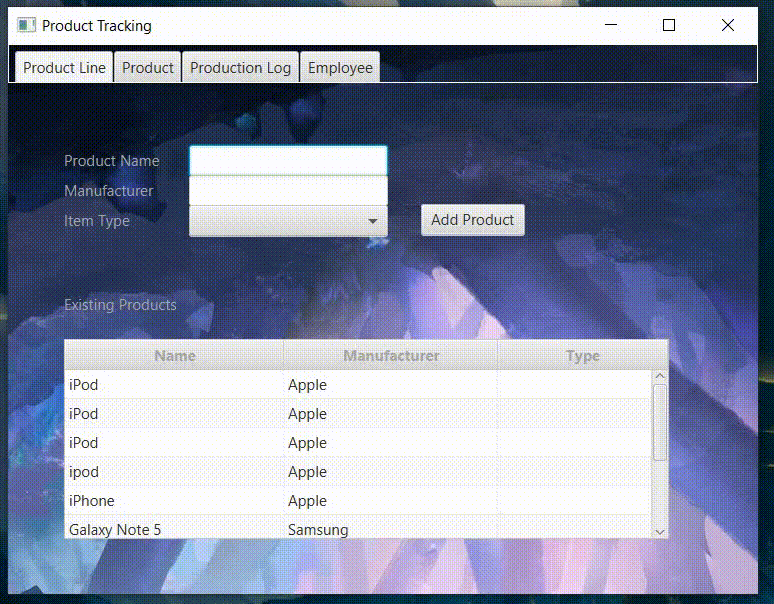 Product Tracking
Product Line Product Production Log Employee
Product Name
Manufacturer
Item Type
Add Product
Existing Products
Name Manufacturer Type
iPod Apple
iPod Apple
iPod Apple
ipod Apple
iPhone Apple
Galaxy Note 5 Samsung